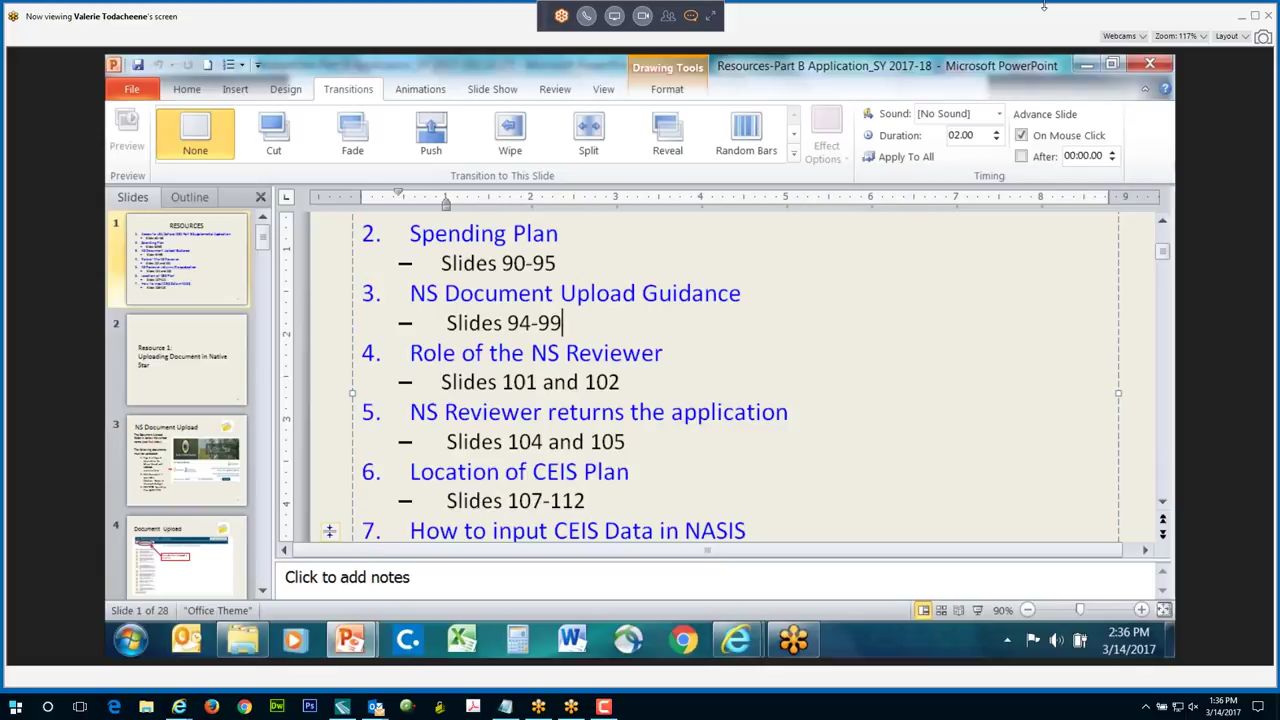 Now viewing Valerie Todacheene's screen
Webcams Zoom: 117% Layout
Drawing Tools
Resources-Part B Application_SY 2017-18 - Microsoft PowerPoint
File Home Insert Design Transitions Animations Slide Show Review View Format
Preview None Cut Fade Push Wipe Split Reveal Random Bars Effect Options
Sound: [No Sound] Advance Slide
Duration: 02.00 On Mouse Click
Apply To All After: 00:00.00
Preview Transition to This Slide Timing
Slides Outline
1 RESOURCES
2
Resource 1:
Uploading Document in Native
Star
3
NS Document Upload
4
Document Upload
2. Spending Plan
– Slides 90-95
3. NS Document Upload Guidance
– Slides 94-99
4. Role of the NS Reviewer
– Slides 101 and 102
5. NS Reviewer returns the application
– Slides 104 and 105
6. Location of CEIS Plan
– Slides 107-112
7. How to input CEIS Data in NASIS
Click to add notes
Slide 1 of 28 "Office Theme" 90%
2:36 PM
3/14/2017
1:36 PM
3/14/2017